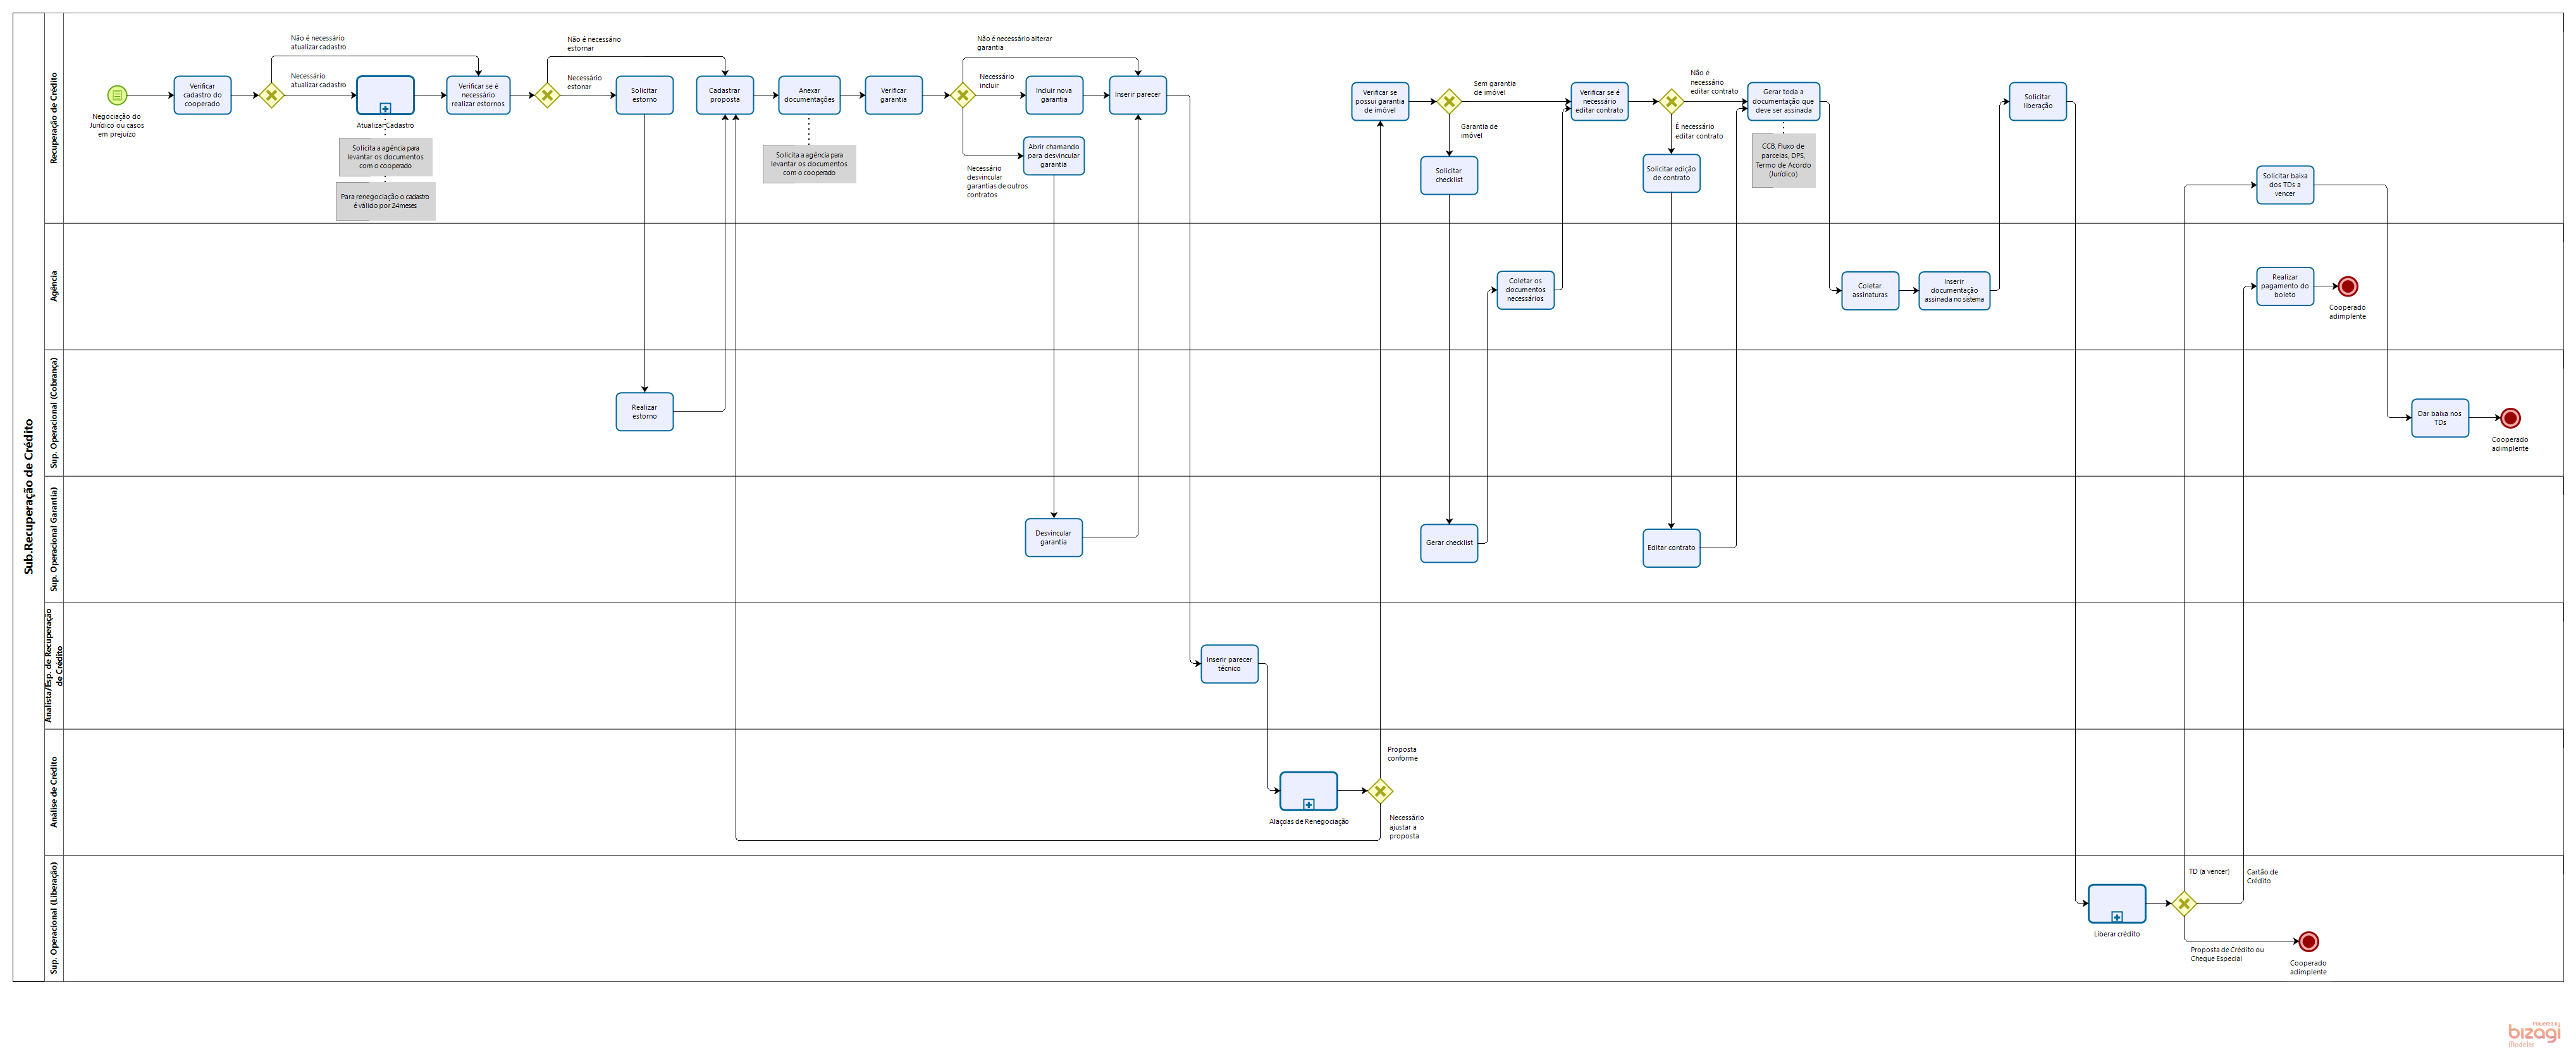 Sub.Recuperação de Crédito
Recuperação de Crédito
Negociação do
Jurídico ou casos
em prejuízo
Verificar
cadastro do
cooperado
Não é necessário
atualizar cadastro
Necessário
atualizar cadastro
Atualizar Cadastro
Solicita a agência para
levantar os documentos
com o cooperado
Para renegociação o cadastro
é válido por 24meses
Verificar se é
necessário
realizar estornos
Não é necessário
estornar
Necessário
estonar
Solicitar
estorno
Cadastrar
proposta
Anexar
documentações
Solicita a agência para
levantar os documentos
com o cooperado
Verificar
garantia
Não é necessário alterar
garantia
Necessário
incluir
Necessário
desvincular
garantias de outros
contratos
Incluir nova
garantia
Abrir chamando
para desvincular
garantia
Inserir parecer
Verificar se
possui garantia
de imóvel
Sem garantia
de imóvel
Garantia de
imóvel
Solicitar
checklist
Verificar se é
necessário
editar contrato
Não é
necessário
editar contrato
É necessário
editar contrato
Solicitar edição
de contrato
Gerar toda a
documentação que
deve ser assinada
CCB, Fluxo de
parcelas, DPS,
Termo de Acordo
(Jurídico)
Solicitar
liberação
Solicitar baixa
dos TDs a
vencer
Agência
Coletar os
documentos
necessários
Coletar
assinaturas
Inserir
documentação
assinada no sistema
Realizar
pagamento do
boleto
Cooperado
adimplente
Sup. Operacional (Cobrança)
Realizar
estorno
Dar baixa nos
TDs
Cooperado
adimplente
Sup. Operacional Garantia)
Desvincular
garantia
Gerar checklist
Editar contrato
Analista/Esp. de Recuperação
de Crédito
Inserir parecer
técnico
Análise de Crédito
Alaçdas de Renegociação
Proposta
conforme
Necessário
ajustar a
proposta
Sup. Operacional (Liberação)
Liberar crédito
TD (a vencer)
Cartão de
Crédito
Proposta de Crédito ou
Cheque Especial
Cooperado
adimplente
Powered by
bizagi
Modeler